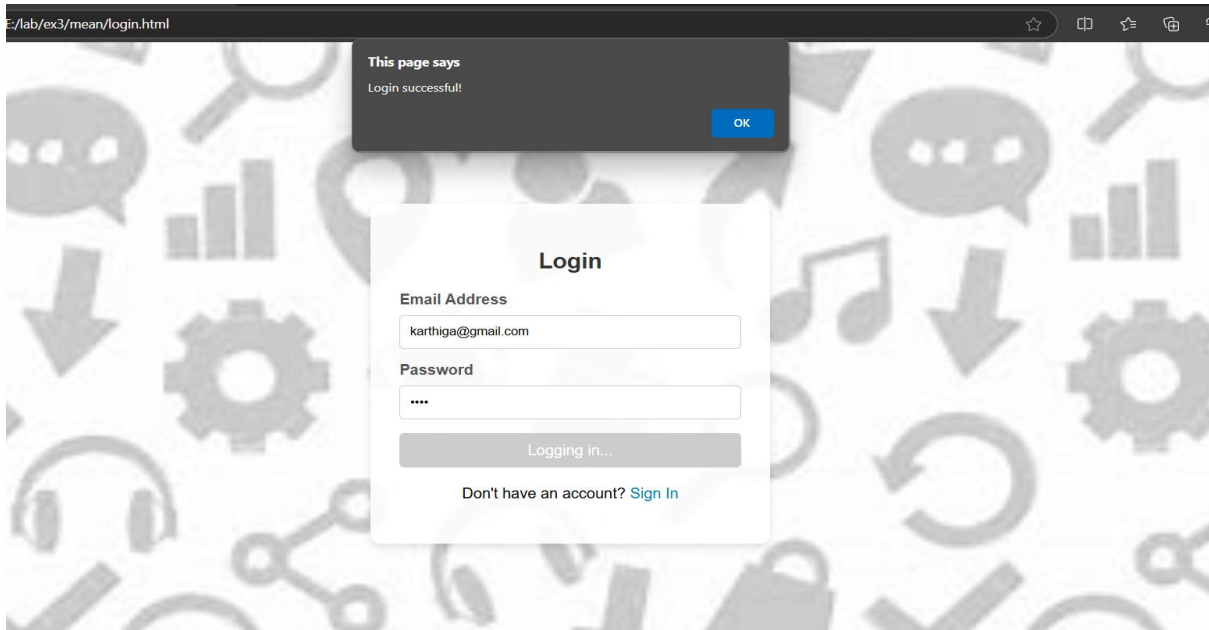 E:/lab/ex3/mean/login.html
This page says
Login successful!
OK
Login
Email Address
karthiga@gmail.com
Password
••••
Logging in...
Don't have an account? Sign In